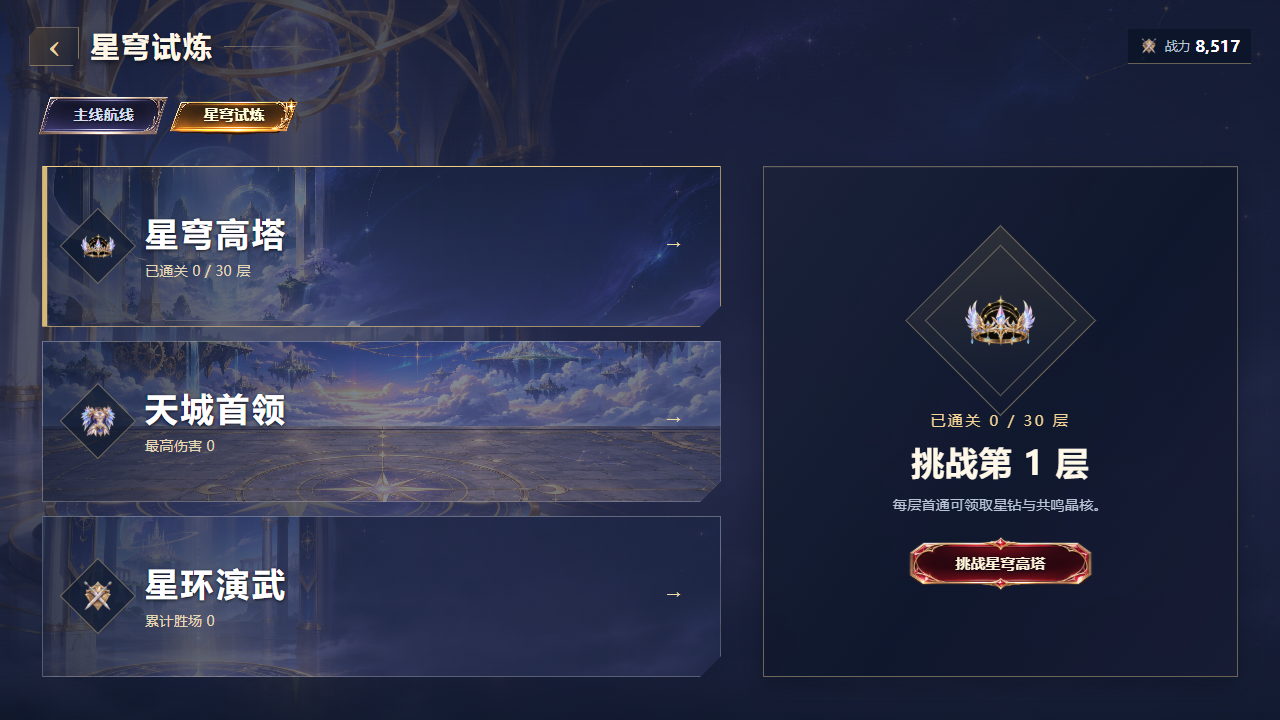 星穹试炼
战力 8,517
主线航线
星穹试炼
星穹高塔
已通关 0 / 30 层
→
天城首领
最高伤害 0
→
星环演武
累计胜场 0
→
已通关 0 / 30 层
挑战第 1 层
每层首通可领取星钻与共鸣晶核。
挑战星穹高塔